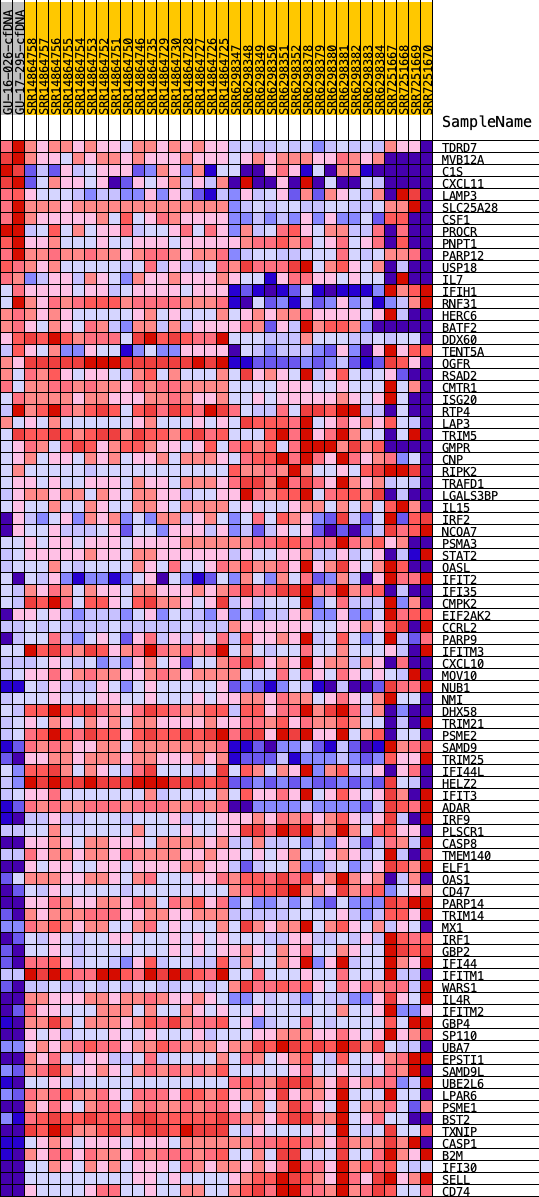 GU-16-026-cfDNA
GU-17-295-cfDNA
SRR14864758
SRR14864757
SRR14864756
SRR14864755
SRR14864754
SRR14864753
SRR14864752
SRR14864751
SRR14864750
SRR14864746
SRR14864735
SRR14864729
SRR14864730
SRR14864728
SRR14864727
SRR14864726
SRR14864725
SRR6298347
SRR6298348
SRR6298349
SRR6298350
SRR6298351
SRR6298352
SRR6298378
SRR6298379
SRR6298380
SRR6298381
SRR6298382
SRR6298383
SRR6298384
SRR7251667
SRR7251668
SRR7251669
SRR7251670
SampleName
TDRD7
MVB12A
C1S
CXCL11
LAMP3
SLC25A28
CSF1
PROCR
PNPT1
PARP12
USP18
IL7
IFIH1
RNF31
HERC6
BATF2
DDX60
TENT5A
OGFR
RSAD2
CMTR1
ISG20
RTP4
LAP3
TRIM5
GMPR
CNP
RIPK2
TRAFD1
LGALS3BP
IL15
IRF2
NCOA7
PSMA3
STAT2
OASL
IFIT2
IFI35
CMPK2
EIF2AK2
CCRL2
PARP9
IFITM3
CXCL10
MOV10
NUB1
NMI
DHX58
TRIM21
PSME2
SAMD9
TRIM25
IFI44L
HELZ2
IFIT3
ADAR
IRF9
PLSCR1
CASP8
TMEM140
ELF1
OAS1
CD47
PARP14
TRIM14
MX1
IRF1
GBP2
IFI44
IFITM1
WARS1
IL4R
IFITM2
GBP4
SP110
UBA7
EPSTI1
SAMD9L
UBE2L6
LPAR6
PSME1
BST2
TXNIP
CASP1
B2M
IFI30
SELL
CD74